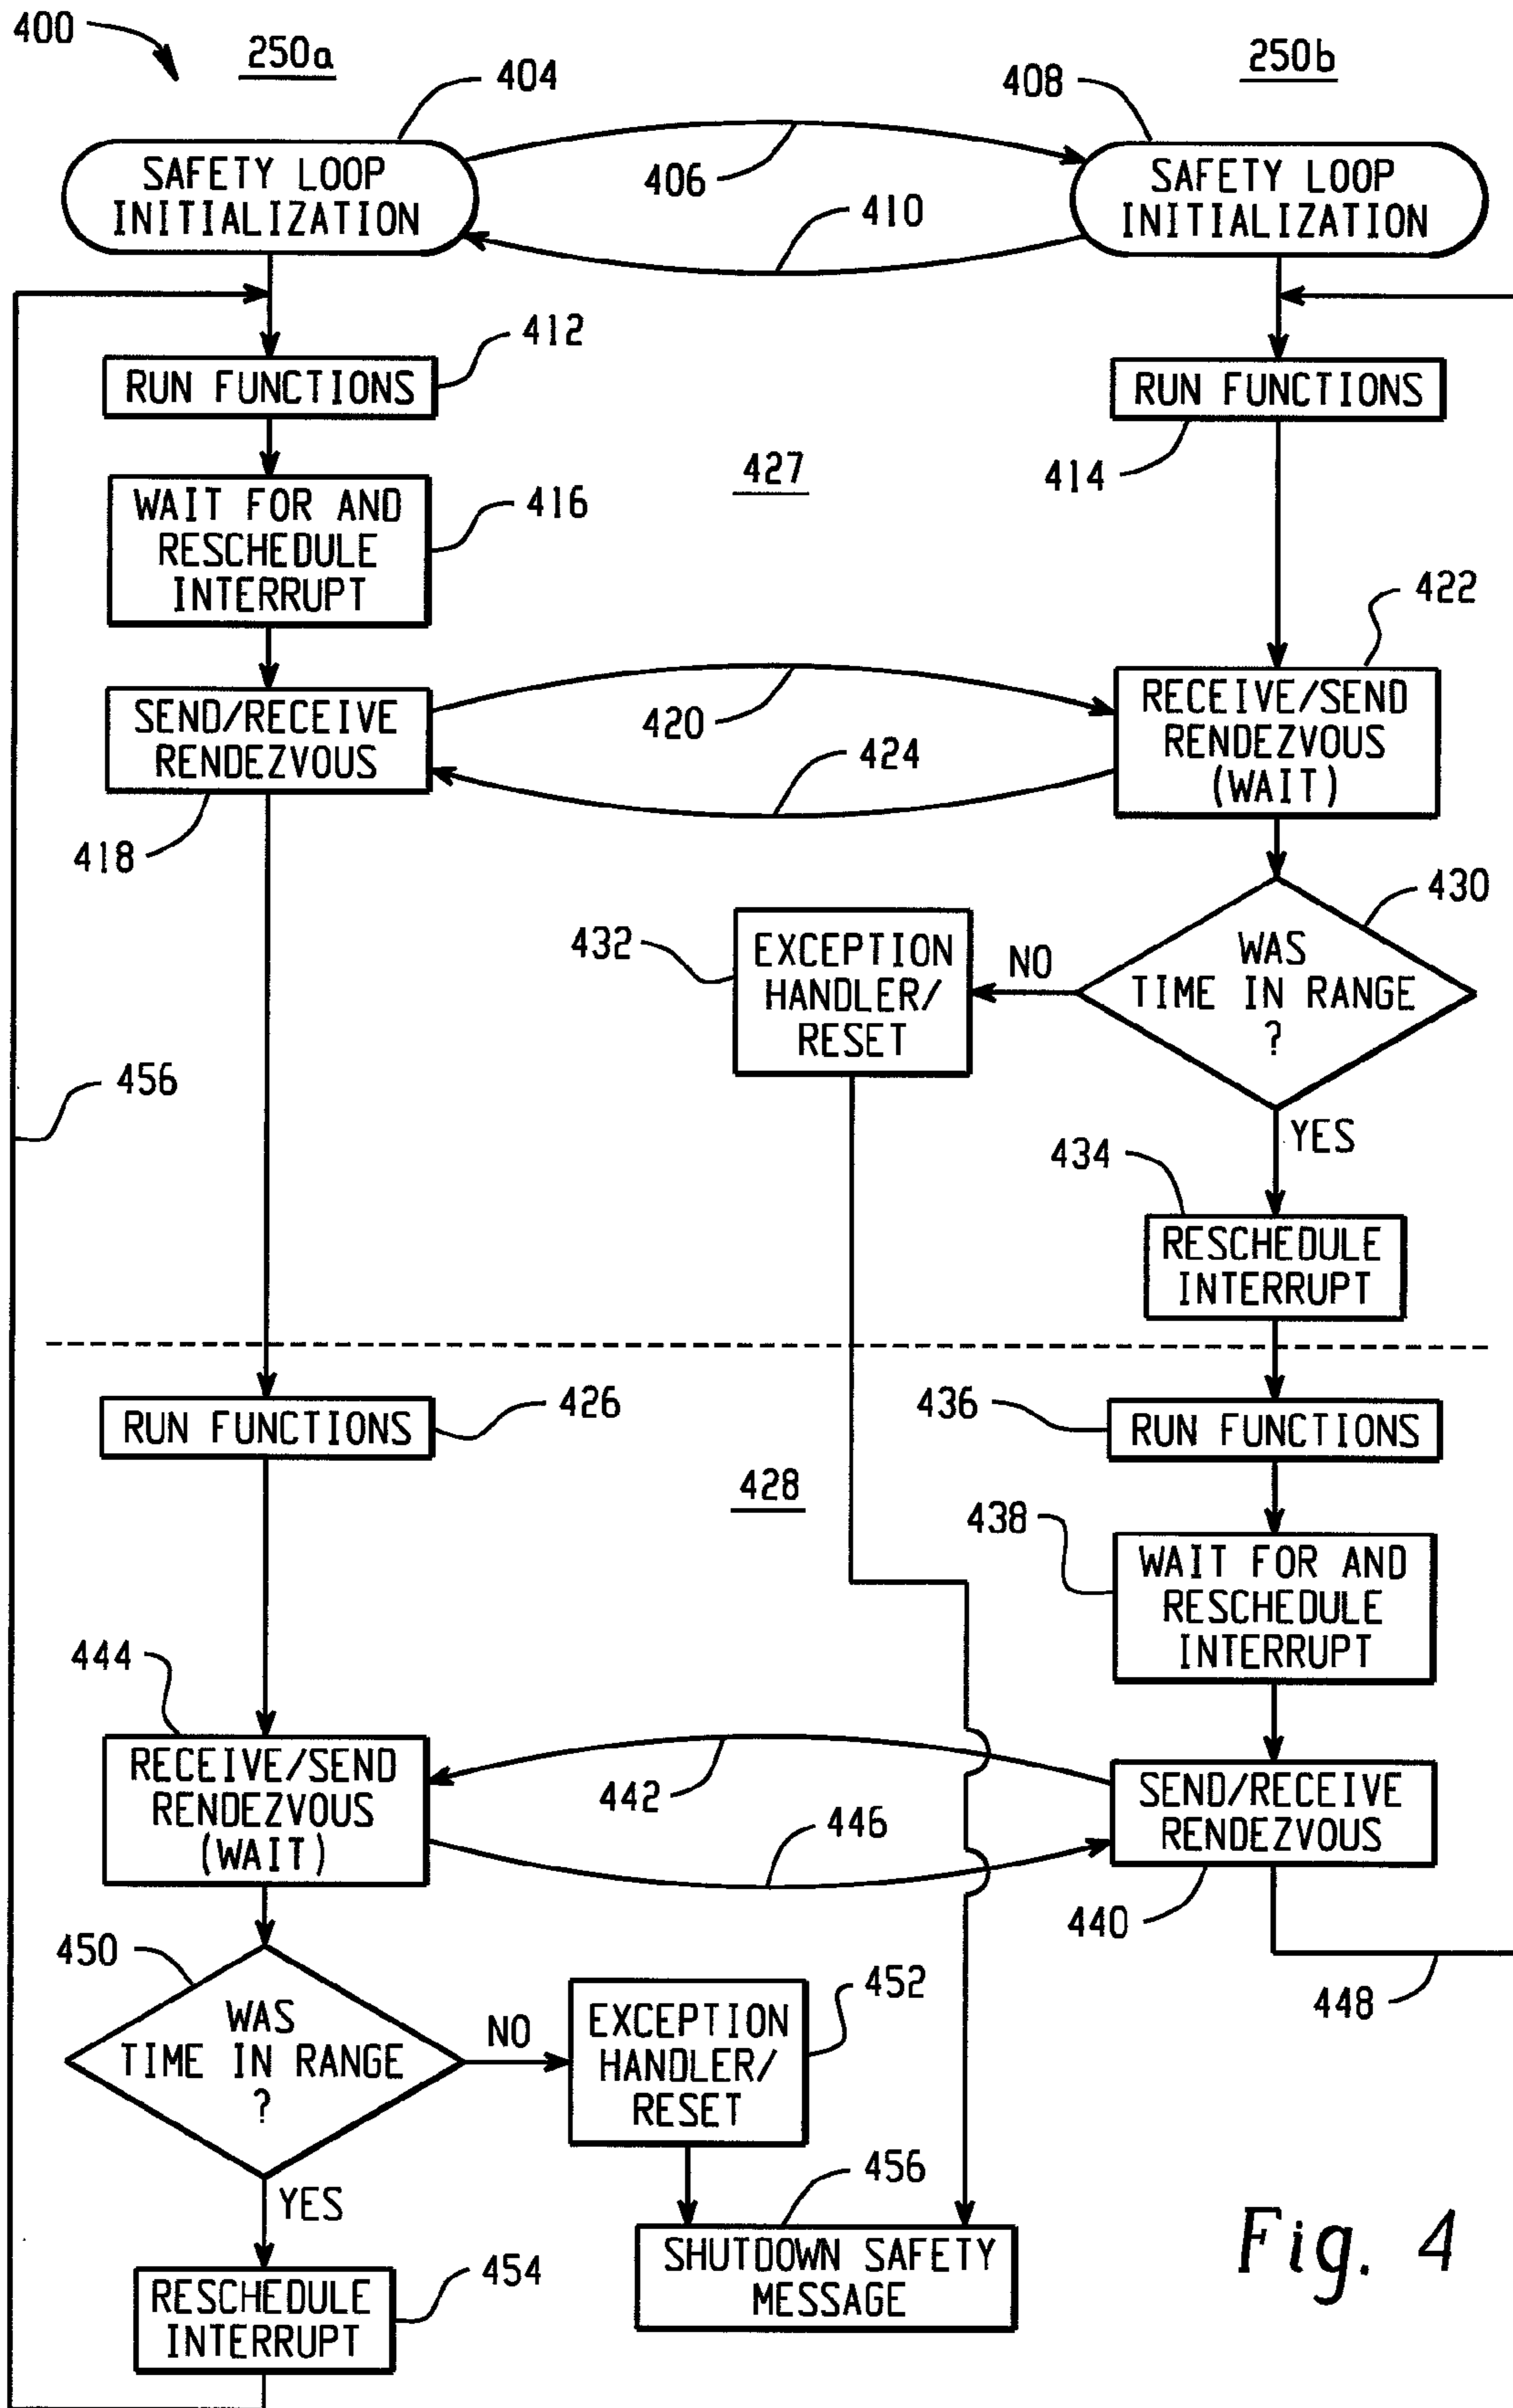 400
250a
250b
404
408
SAFETY LOOP
INITIALIZATION
406
SAFETY LOOP
INITIALIZATION
410
412
RUN FUNCTIONS
RUN FUNCTIONS
414
427
WAIT FOR AND
RESCHEDULE
INTERRUPT
416
422
SEND/RECEIVE
RENDEZVOUS
420
RECEIVE/SEND
RENDEZVOUS
(WAIT)
424
418
430
432
EXCEPTION
HANDLER/
RESET
NO
WAS
TIME IN RANGE
?
456
YES
434
RESCHEDULE
INTERRUPT
RUN FUNCTIONS
426
436
RUN FUNCTIONS
428
438
WAIT FOR AND
RESCHEDULE
INTERRUPT
444
RECEIVE/SEND
RENDEZVOUS
(WAIT)
442
446
SEND/RECEIVE
RENDEZVOUS
440
450
WAS
TIME IN RANGE
?
NO
EXCEPTION
HANDLER/
RESET
452
448
YES
456
SHUTDOWN SAFETY
MESSAGE
RESCHEDULE
INTERRUPT
454
Fig. 4